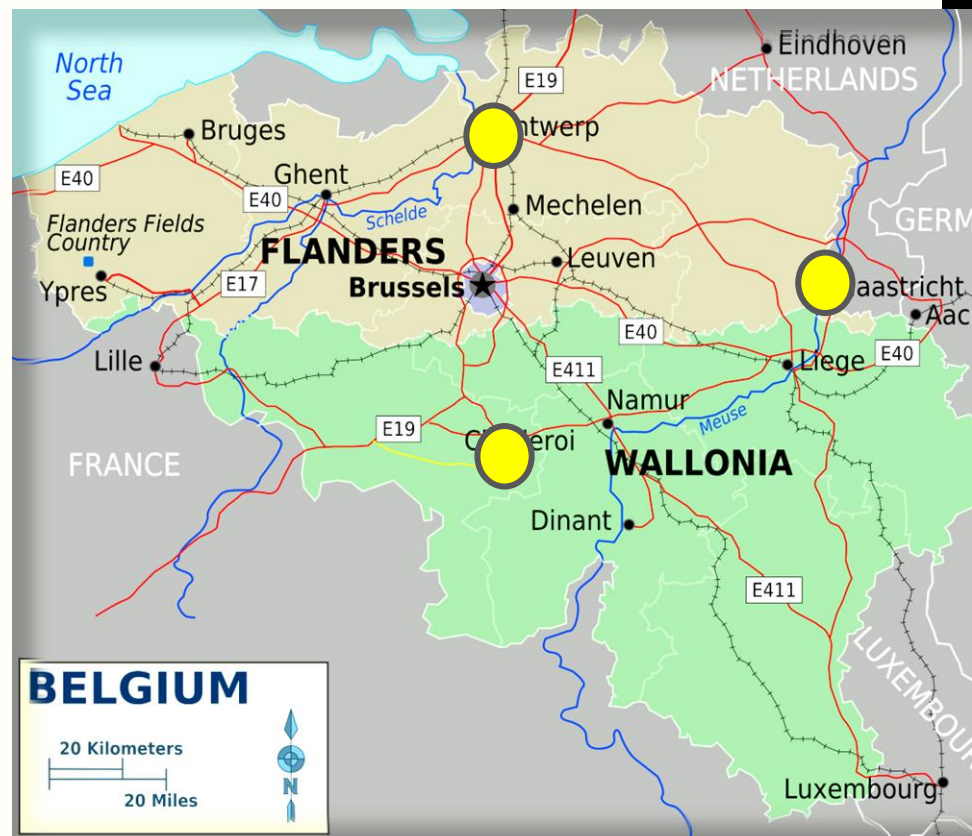 Eindhoven
NETHERLANDS
North
Sea
E19
Bruges
ntwerp
E40
Ghent
E40
Mechelen
Schelde
Flanders Fields
Country
GERM
FLANDERS
Leuven
Brussels
Ypres
E17
aastricht
Aac
E40
Lille
Liege
E40
E411
Namur
Meuse
E19
C eroi
FRANCE
WALLONIA
Dinant
E411
LUXEMBOUR
BELGIUM
20 Kilometers
20 Miles
N
Luxembourg